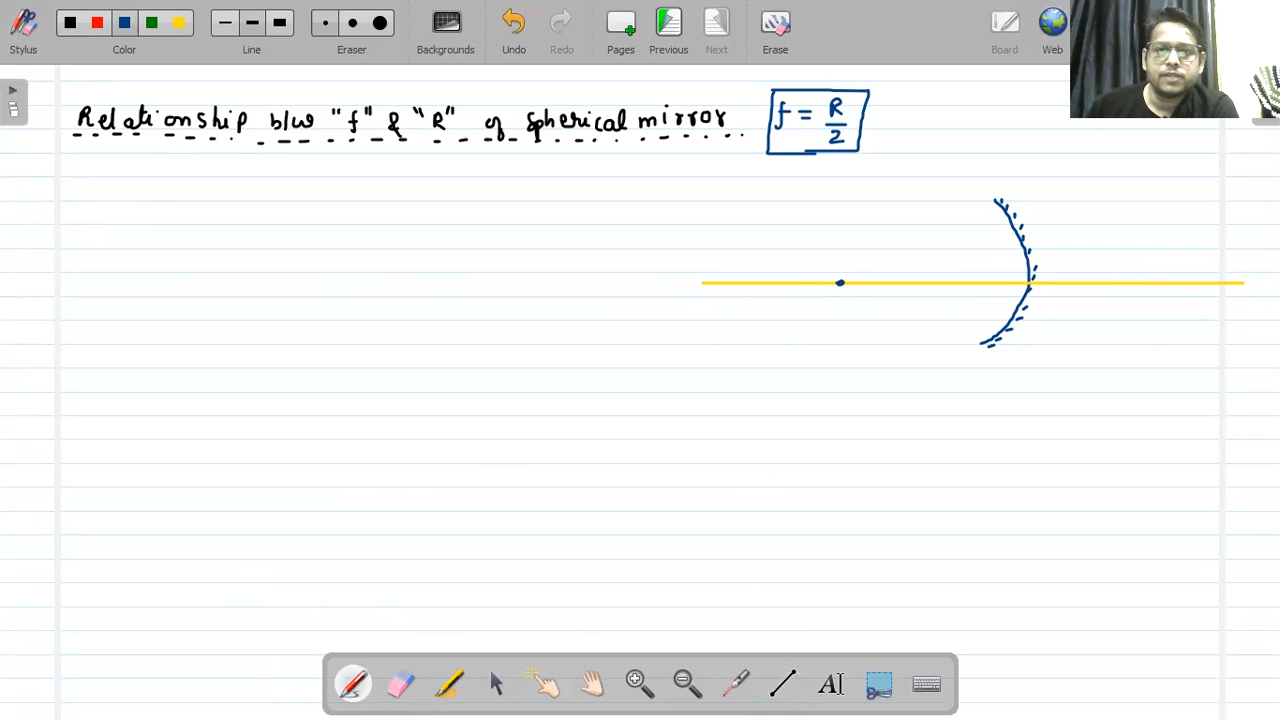 Stylus
Color
Line
Eraser
Backgrounds
Undo
Redo
Pages
Previous
Next
Erase
Board
Web
Relationship b/w "f" & "R" of spherical mirror.
f = R/2
A